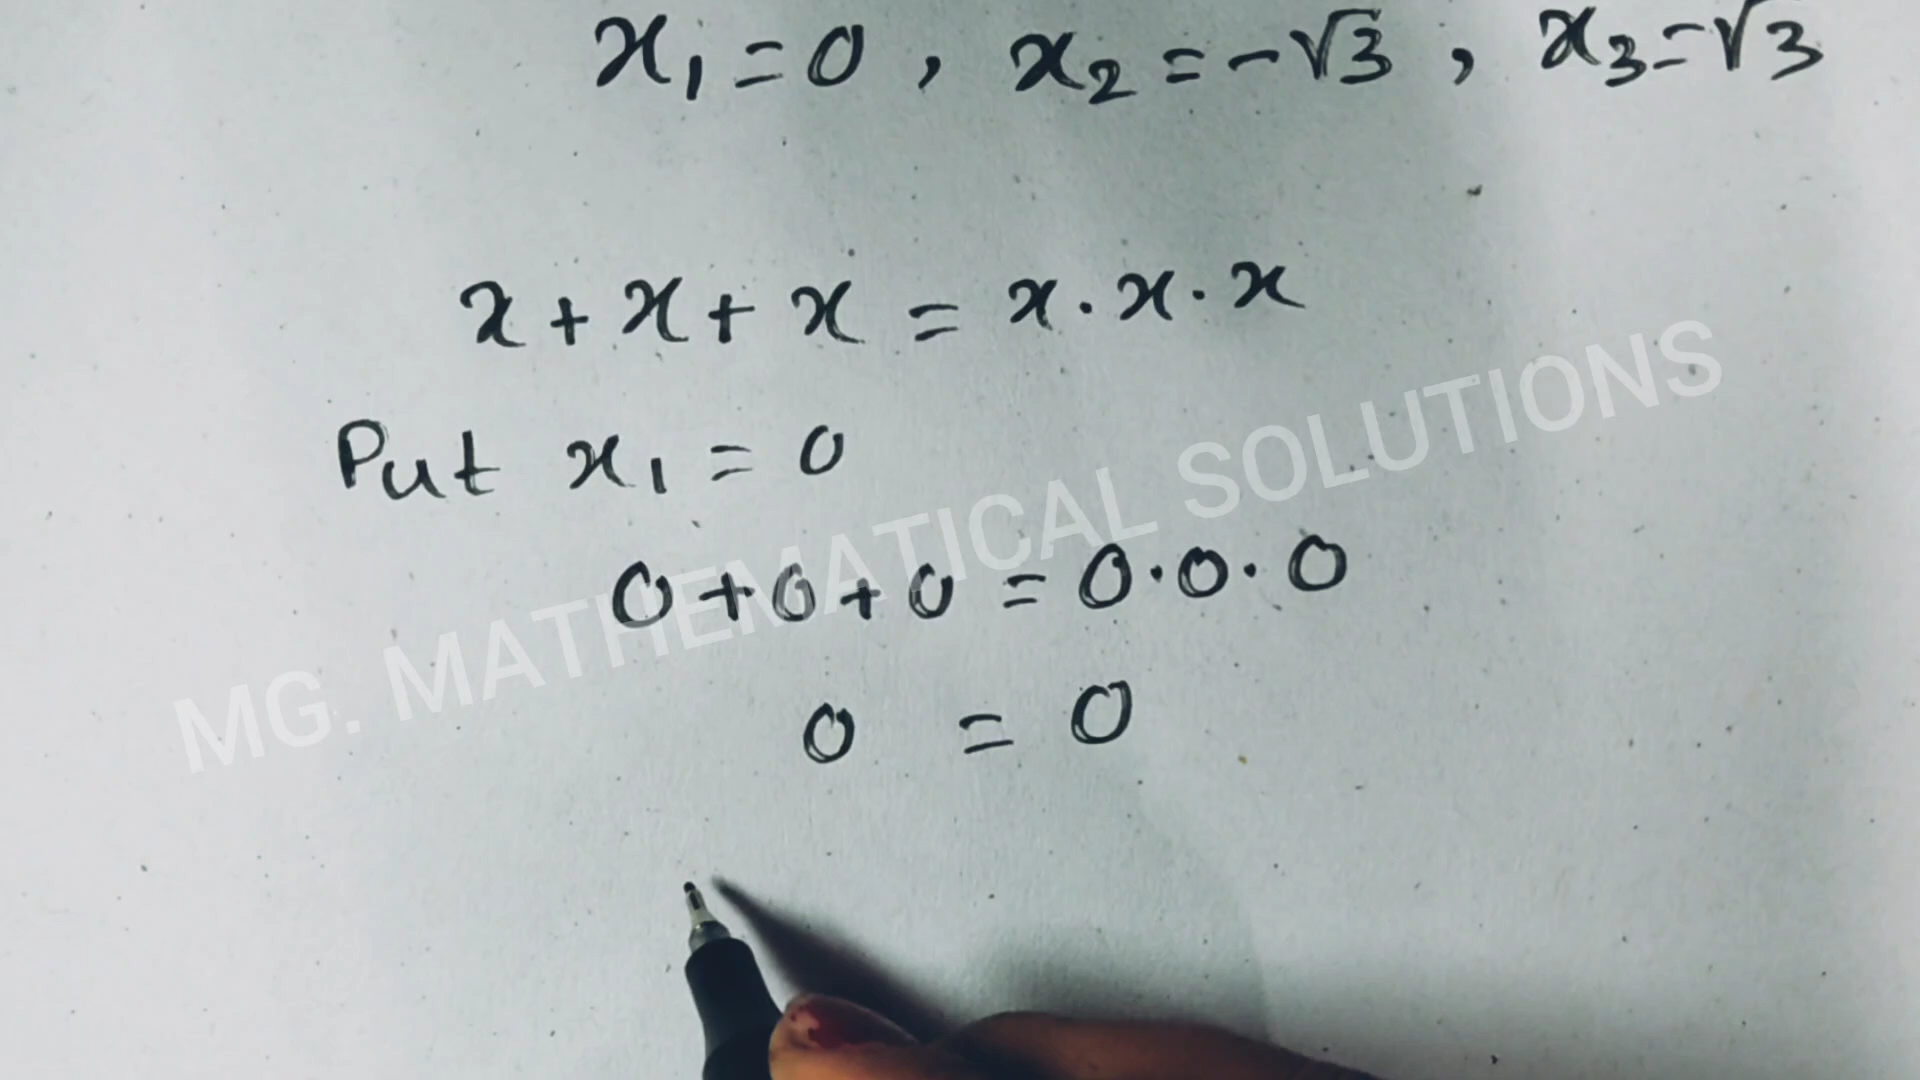 x₁ = 0 , x₂ = -√3 , x₃ = √3
x + x + x = x · x · x
Put x₁ = 0
0 + 0 + 0 = 0 · 0 · 0
MG. MATHEMATICAL SOLUTIONS
0 = 0